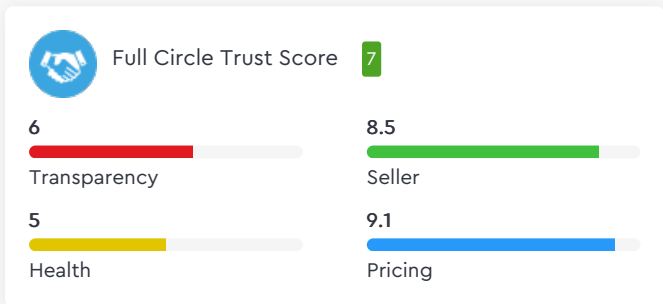 Full Circle Trust Score 7
6
Transparency
8.5
Seller
5
Health
9.1
Pricing